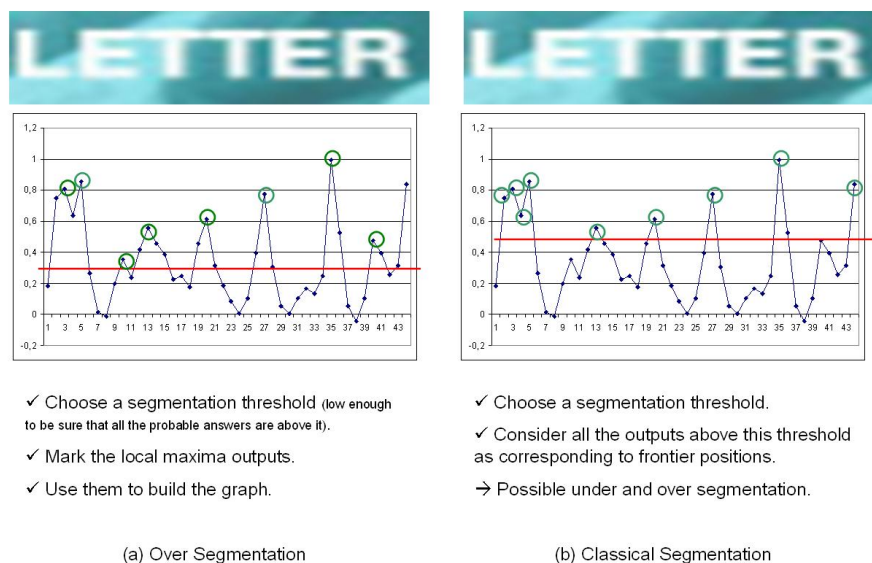 LETTER
LETTER
1,2
1
0,8
0,6
0,4
0,2
0
-0,2
1 3 5 7 9 11 13 15 17 19 21 23 25 27 29 31 33 35 37 39 41 43
1,2
1
0,8
0,6
0,4
0,2
0
-0,2
1 3 5 7 9 11 13 15 17 19 21 23 25 27 29 31 33 35 37 39 41 43
✓ Choose a segmentation threshold (low enough
to be sure that all the probable answers are above it).
✓ Mark the local maxima outputs.
✓ Use them to build the graph.
(a) Over Segmentation
✓ Choose a segmentation threshold.
✓ Consider all the outputs above this threshold
as corresponding to frontier positions.
→ Possible under and over segmentation.
(b) Classical Segmentation